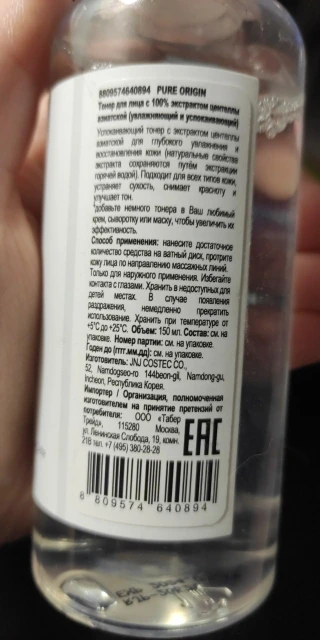 8809574640894 PURE ORIGIN
Тонер для лица с 100% экстрактом центеллы
азиатской (увлажняющий и успокаивающий)
Успокаивающий тонер с экстрактом центеллы
азиатской для глубокого увлажнения и
восстановления кожи (натуральные свойства
экстракта сохраняются путём экстракции
горячей водой). Подходит для всех типов кожи,
устраняет сухость, снимает красноту и
улучшает тон.
*добавьте немного тонера в Ваш любимый
крем, сыворотку или маску, чтобы увеличить их
эффективность.
Способ применения: нанесите достаточное
количество средства на ватный диск, протрите
кожу лица по направлению массажных линий.
Только для наружного применения. Избегайте
контакта с глазами. Хранить в недоступных для
детей местах. В случае появления
раздражения, немедленно прекратить
использование. Хранить при температуре от
+5°С до +25°С. Объем: 150 мл. Состав: см. на
упаковке. Номер партии: см. на упаковке.
Годен до (гггг.мм.дд): см. на упаковке.
Изготовитель: JNJ COSTEC CO.,
52, Namdogseo-ro 144beon-gil, Namdong-gu,
Incheon, Республика Корея.
Импортер / Организация, уполномоченная
изготовителем на принятие претензий от
потребителя: ООО «Табер
Трейд», 115280 Москва,
ул. Ленинская Слобода, 19, комн.
21в тел. +7 (495) 380-28-28
EAC
8 809574 640894